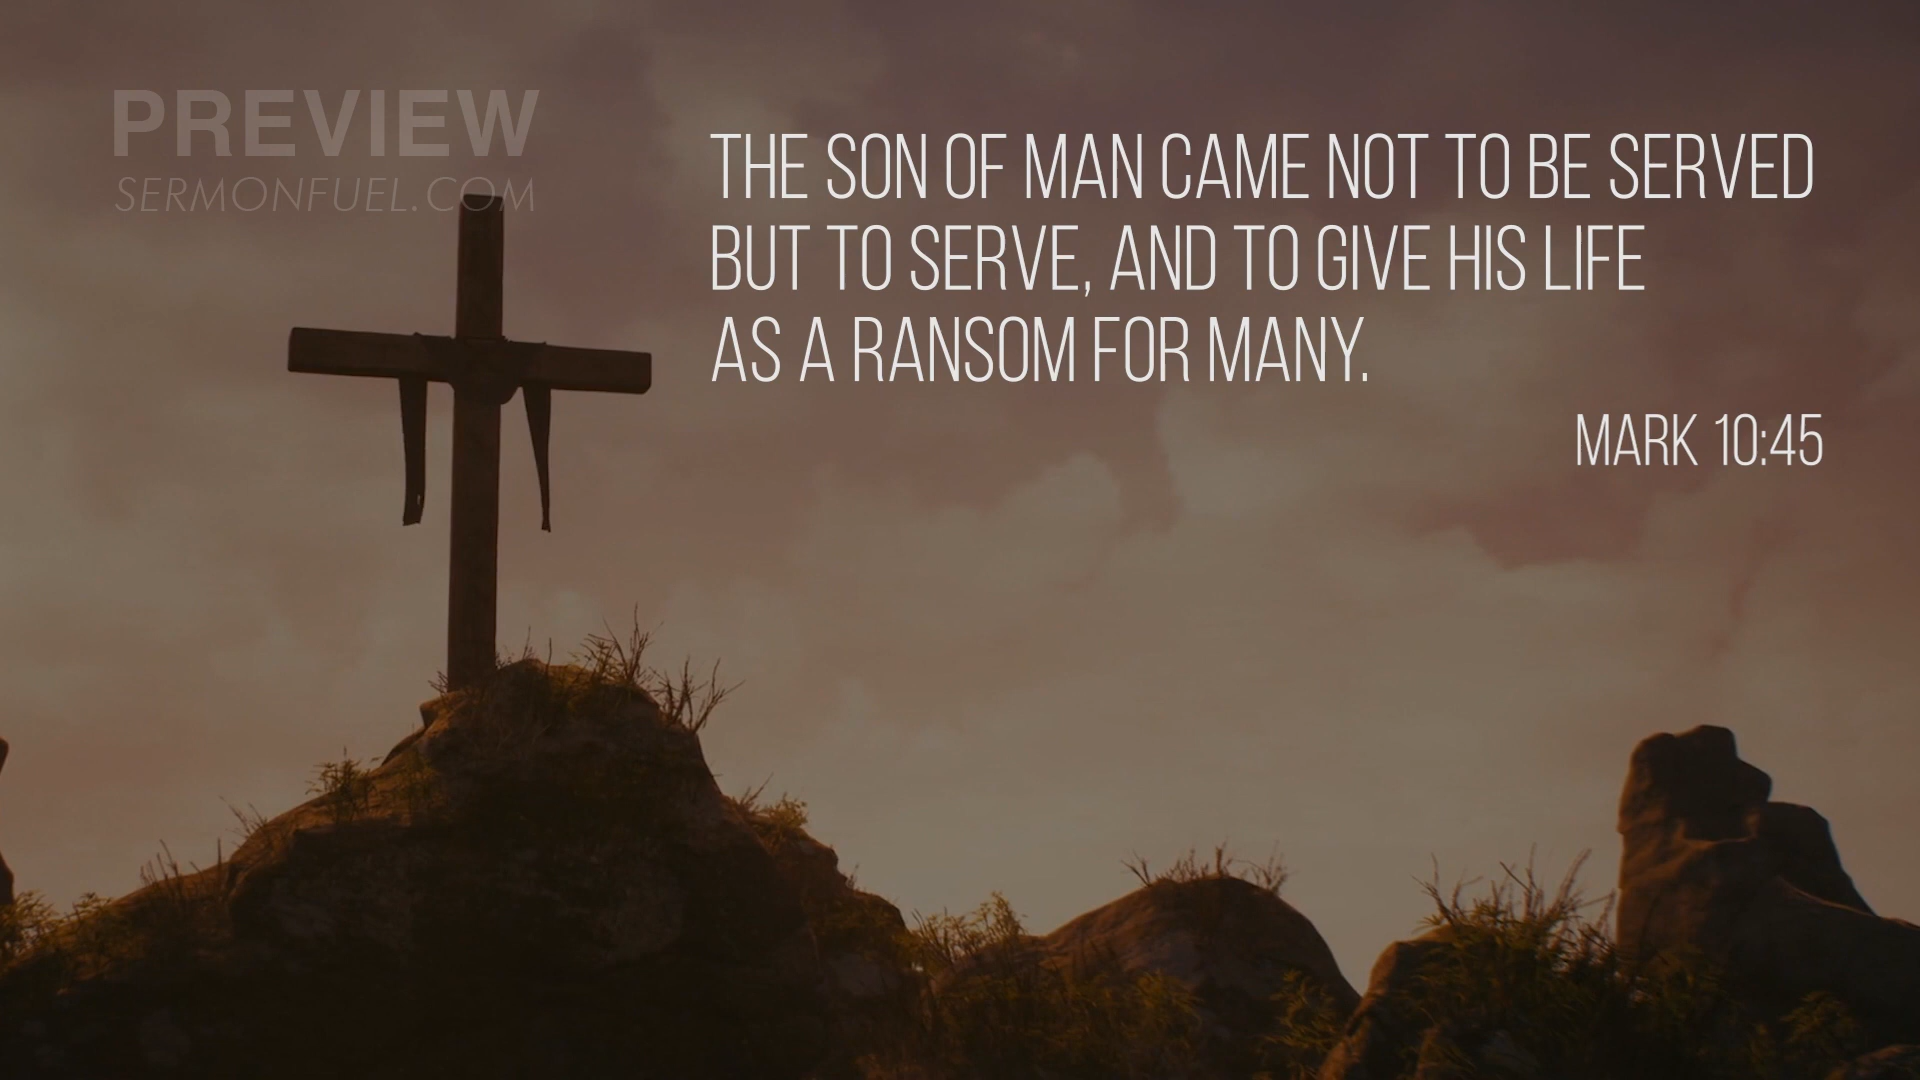 PREVIEW
SERMONFUEL.COM
THE SON OF MAN CAME NOT TO BE SERVED
BUT TO SERVE, AND TO GIVE HIS LIFE
AS A RANSOM FOR MANY.
MARK 10:45